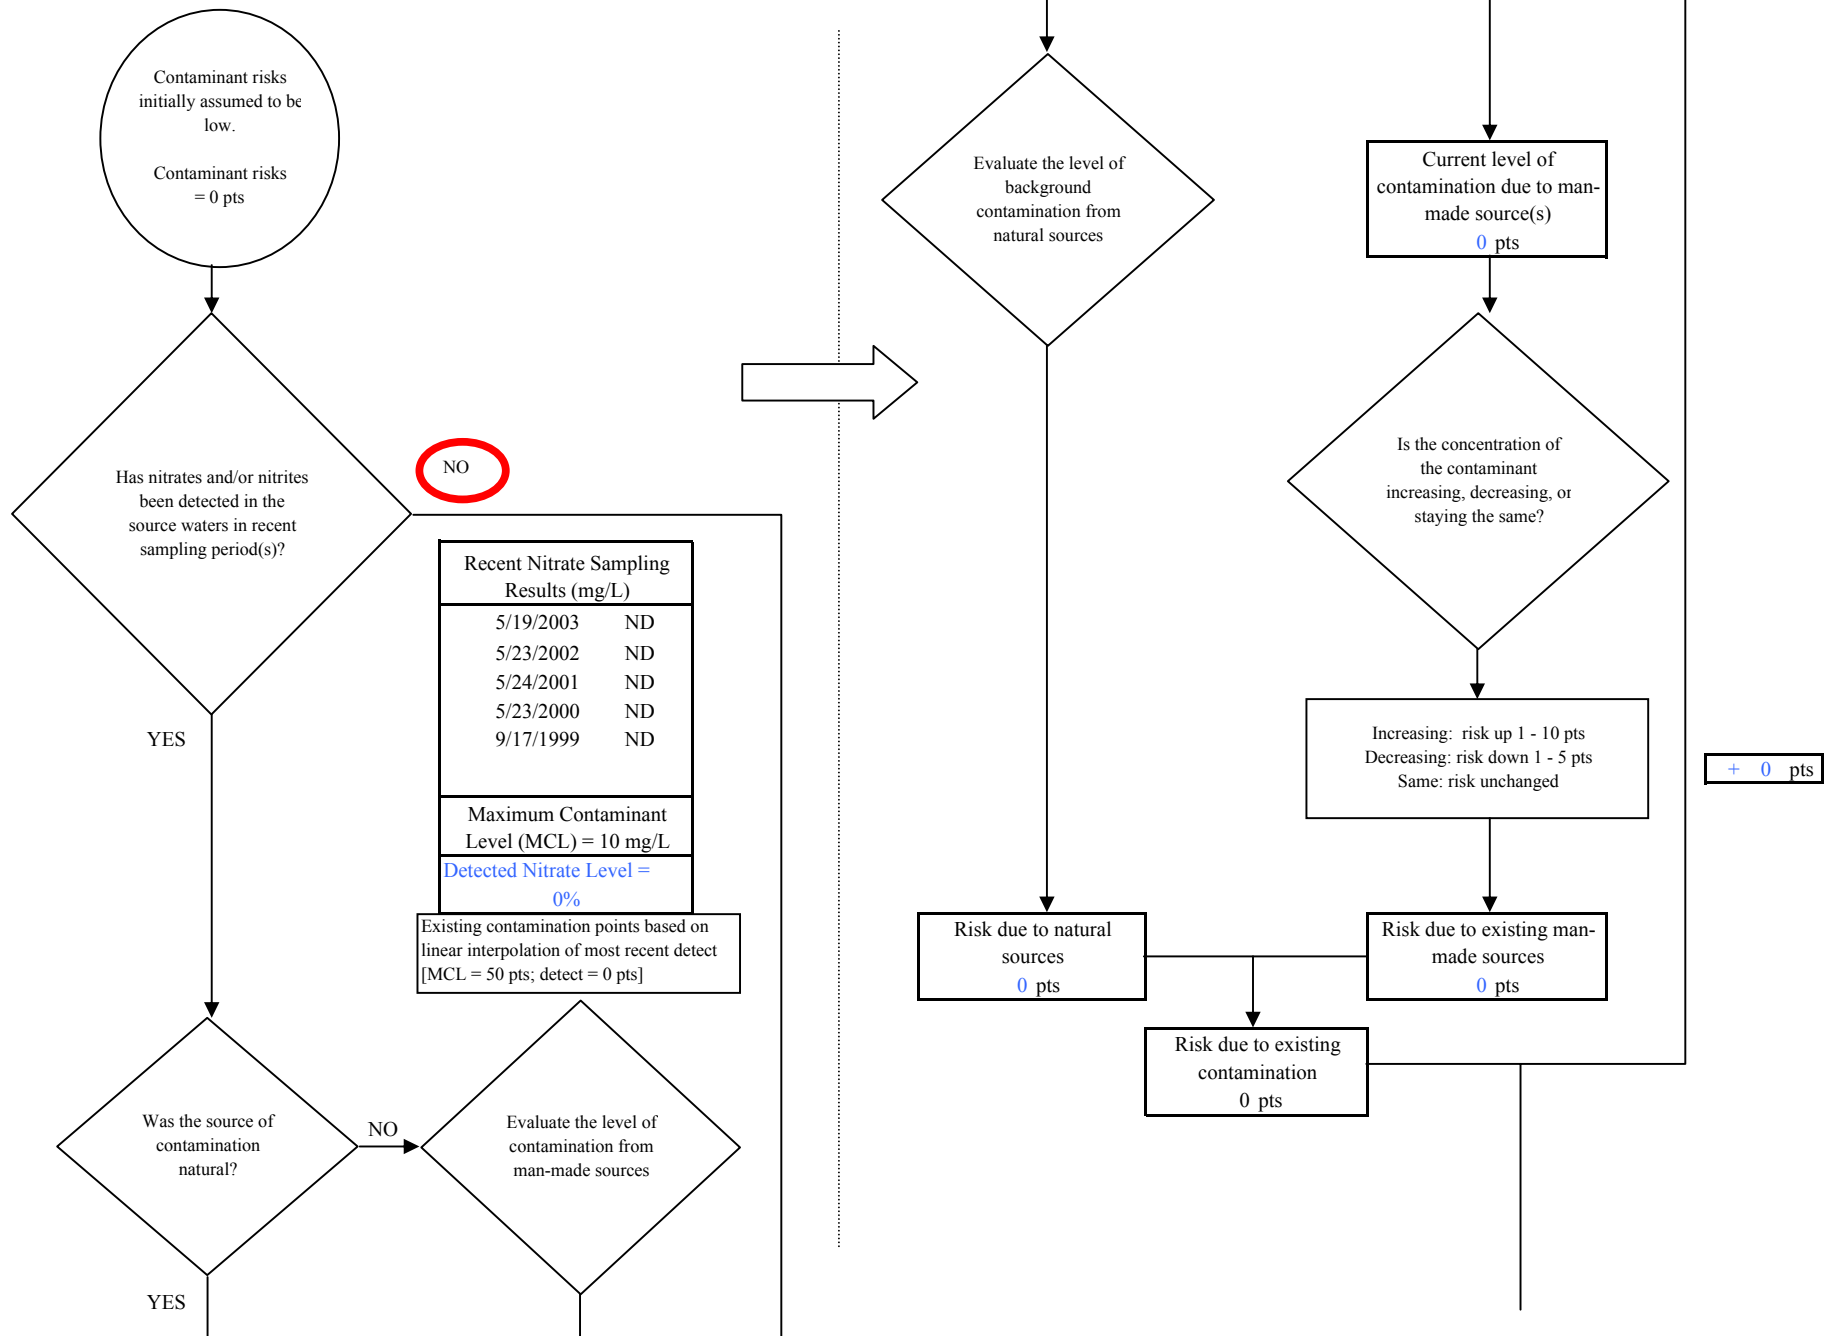 Contaminant risks
initially assumed to be
low.
Contaminant risks
= 0 pts
Has nitrates and/or nitrites
been detected in the
source waters in recent
sampling period(s)?
NO
YES
Recent Nitrate Sampling
Results (mg/L)
5/19/2003 ND
5/23/2002 ND
5/24/2001 ND
5/23/2000 ND
9/17/1999 ND
Maximum Contaminant
Level (MCL) = 10 mg/L
Detected Nitrate Level =
0%
Existing contamination points based on
linear interpolation of most recent detect
[MCL = 50 pts; detect = 0 pts]
Was the source of
contamination
natural?
NO
YES
Evaluate the level of
contamination from
man-made sources
Evaluate the level of
background
contamination from
natural sources
Current level of
contamination due to man-
made source(s)
0 pts
Is the concentration of
the contaminant
increasing, decreasing, or
staying the same?
Increasing: risk up 1 - 10 pts
Decreasing: risk down 1 - 5 pts
Same: risk unchanged
+ 0 pts
Risk due to natural
sources
0 pts
Risk due to existing man-
made sources
0 pts
Risk due to existing
contamination
0 pts